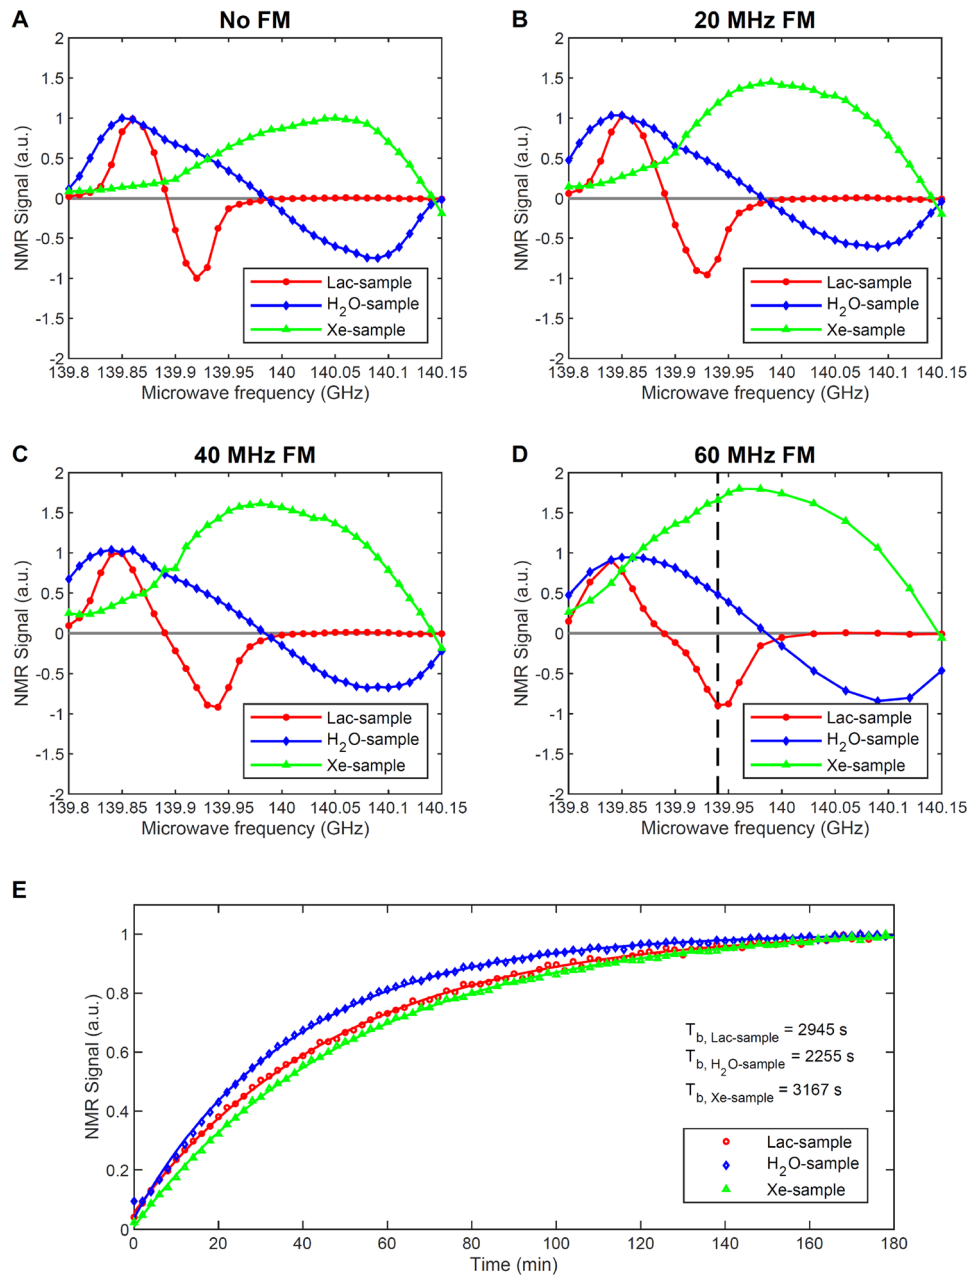 A
No FM
2
1.5
1
0.5
0
-0.5
-1
-1.5
-2
NMR Signal (a.u.)
Lac-sample
H2O-sample
Xe-sample
139.8 139.85 139.9 139.95 140 140.05 140.1 140.15
Microwave frequency (GHz)
B
20 MHz FM
2
1.5
1
0.5
0
-0.5
-1
-1.5
-2
NMR Signal (a.u.)
Lac-sample
H2O-sample
Xe-sample
139.8 139.85 139.9 139.95 140 140.05 140.1 140.15
Microwave frequency (GHz)
C
40 MHz FM
2
1.5
1
0.5
0
-0.5
-1
-1.5
-2
NMR Signal (a.u.)
Lac-sample
H2O-sample
Xe-sample
139.8 139.85 139.9 139.95 140 140.05 140.1 140.15
Microwave frequency (GHz)
D
60 MHz FM
2
1.5
1
0.5
0
-0.5
-1
-1.5
-2
NMR Signal (a.u.)
Lac-sample
H2O-sample
Xe-sample
139.8 139.85 139.9 139.95 140 140.05 140.1 140.15
Microwave frequency (GHz)
E
1
0.8
0.6
0.4
0.2
0
NMR Signal (a.u.)
Tb, Lac-sample = 2945 s
Tb, H2O-sample = 2255 s
Tb, Xe-sample = 3167 s
Lac-sample
H2O-sample
Xe-sample
0 20 40 60 80 100 120 140 160 180
Time (min)